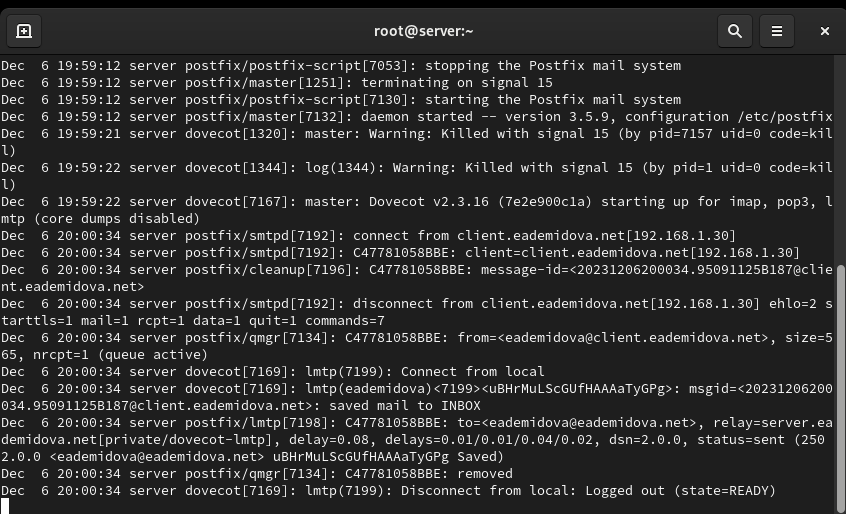 root@server:~
Dec  6 19:59:12 server postfix/postfix-script[7053]: stopping the Postfix mail system
Dec  6 19:59:12 server postfix/master[1251]: terminating on signal 15
Dec  6 19:59:12 server postfix/postfix-script[7130]: starting the Postfix mail system
Dec  6 19:59:12 server postfix/master[7132]: daemon started -- version 3.5.9, configuration /etc/postfix
Dec  6 19:59:21 server dovecot[1320]: master: Warning: Killed with signal 15 (by pid=7157 uid=0 code=kil
l)
Dec  6 19:59:22 server dovecot[1344]: log(1344): Warning: Killed with signal 15 (by pid=1 uid=0 code=kil
l)
Dec  6 19:59:22 server dovecot[7167]: master: Dovecot v2.3.16 (7e2e900c1a) starting up for imap, pop3, l
mtp (core dumps disabled)
Dec  6 20:00:34 server postfix/smtpd[7192]: connect from client.eademidova.net[192.168.1.30]
Dec  6 20:00:34 server postfix/smtpd[7192]: C47781058BBE: client=client.eademidova.net[192.168.1.30]
Dec  6 20:00:34 server postfix/cleanup[7196]: C47781058BBE: message-id=<20231206200034.95091125B187@clie
nt.eademidova.net>
Dec  6 20:00:34 server postfix/smtpd[7192]: disconnect from client.eademidova.net[192.168.1.30] ehlo=2 s
tarttls=1 mail=1 rcpt=1 data=1 quit=1 commands=7
Dec  6 20:00:34 server postfix/qmgr[7134]: C47781058BBE: from=<eademidova@client.eademidova.net>, size=5
65, nrcpt=1 (queue active)
Dec  6 20:00:34 server dovecot[7169]: lmtp(7199): Connect from local
Dec  6 20:00:34 server dovecot[7169]: lmtp(eademidova)<7199><uBHrMuLScGUfHAAAaTyGPg>: msgid=<20231206200
034.95091125B187@client.eademidova.net>: saved mail to INBOX
Dec  6 20:00:34 server postfix/lmtp[7198]: C47781058BBE: to=<eademidova@eademidova.net>, relay=server.ea
demidova.net[private/dovecot-lmtp], delay=0.08, delays=0.01/0.01/0.04/0.02, dsn=2.0.0, status=sent (250 
2.0.0 <eademidova@eademidova.net> uBHrMuLScGUfHAAAaTyGPg Saved)
Dec  6 20:00:34 server postfix/qmgr[7134]: C47781058BBE: removed
Dec  6 20:00:34 server dovecot[7169]: lmtp(7199): Disconnect from local: Logged out (state=READY)